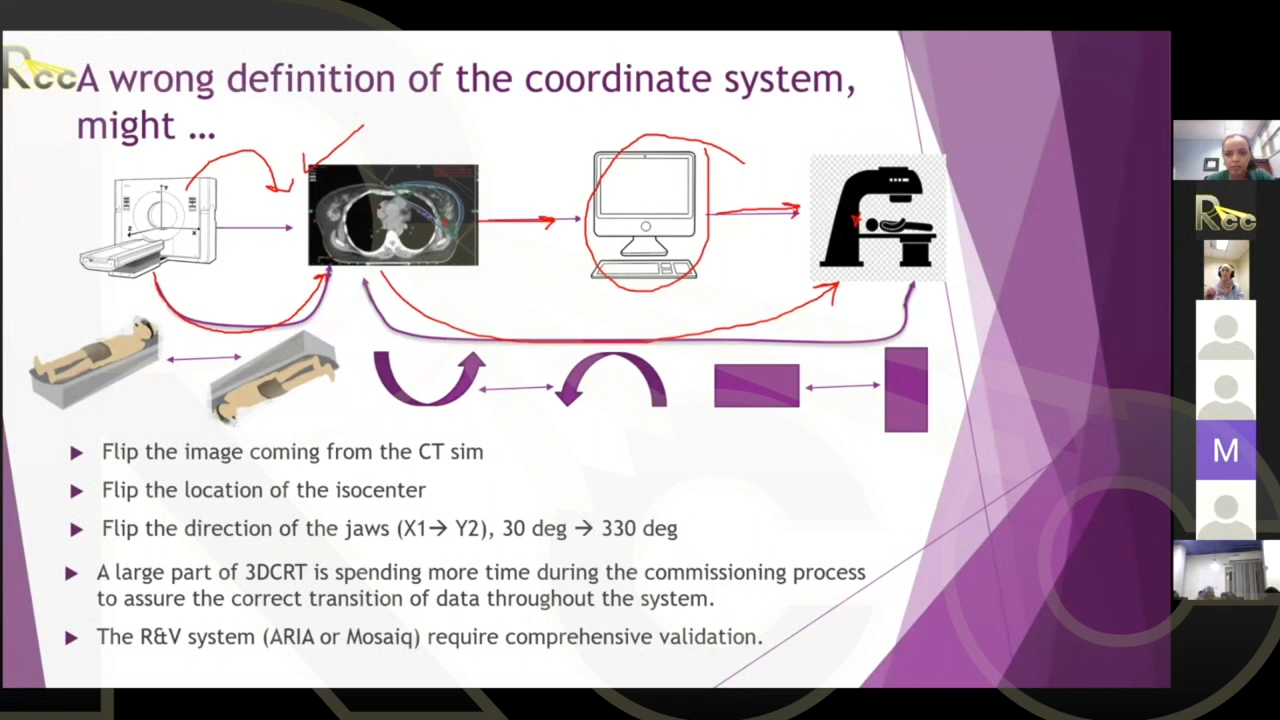 Rcc
A wrong definition of the coordinate system,
might ...
Y
X
Z
Rcc
▶ Flip the image coming from the CT sim
▶ Flip the location of the isocenter
▶ Flip the direction of the jaws (X1→ Y2), 30 deg → 330 deg
▶ A large part of 3DCRT is spending more time during the commissioning process
to assure the correct transition of data throughout the system.
▶ The R&V system (ARIA or Mosaiq) require comprehensive validation.
M